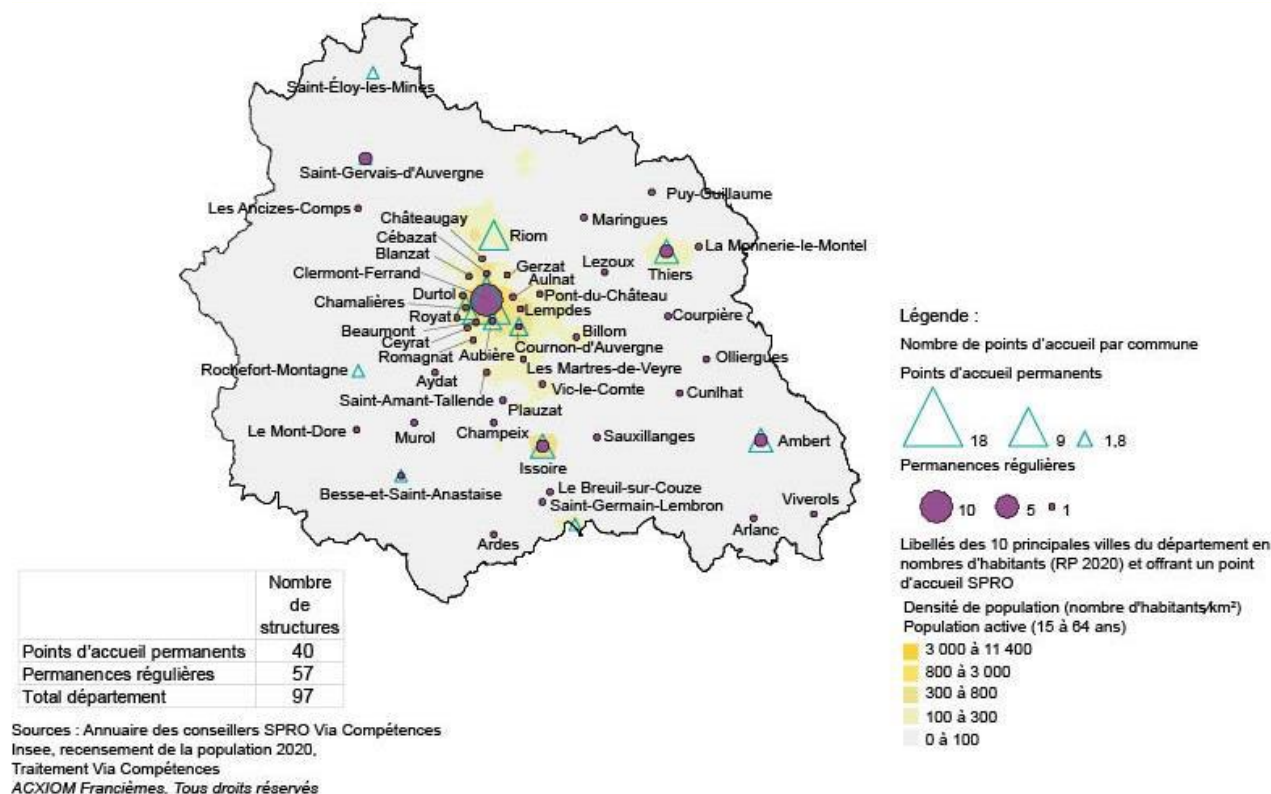 Saint-Éloy-les-Mines
Saint-Gervais-d'Auvergne
Puy-Guillaume
Les Ancizes-Comps
Châteaugay
Maringues
Cébazat
Riom
La Monnerie-le-Montel
Blanzat
Gerzat
Lezoux
Thiers
Clermont-Ferrand
Aulnat
Durtol
Pont-du-Château
Chamalières
Lempdes
Courpière
Royat
Beaumont
Billom
Ceyrat
Cournon-d'Auvergne
Romagnat
Aubière
Olliergues
Rochefort-Montagne
Les Martres-de-Veyre
Aydat
Vic-le-Comte
Cunlhat
Saint-Amant-Tallende
Plauzat
Le Mont-Dore
Murol
Champeix
Sauxillanges
Ambert
Issoire
Besse-et-Saint-Anastaise
Le Breuil-sur-Couze
Saint-Germain-Lembron
Viverols
Arlanc
Ardes
Légende :
Nombre de points d'accueil par commune
Points d'accueil permanents
18 9 1,8
Permanences régulières
10 5 1
Libellés des 10 principales villes du département en
nombres d'habitants (RP 2020) et offrant un point
d'accueil SPRO
Densité de population (nombre d'habitants/km²)
Population active (15 à 64 ans)
3 000 à 11 400
800 à 3 000
300 à 800
100 à 300
0 à 100
Nombre
de
structures
Points d'accueil permanents 40
Permanences régulières 57
Total département 97
Sources : Annuaire des conseillers SPRO Via Compétences
Insee, recensement de la population 2020,
Traitement Via Compétences
ACXIOM Francièmes. Tous droits réservés